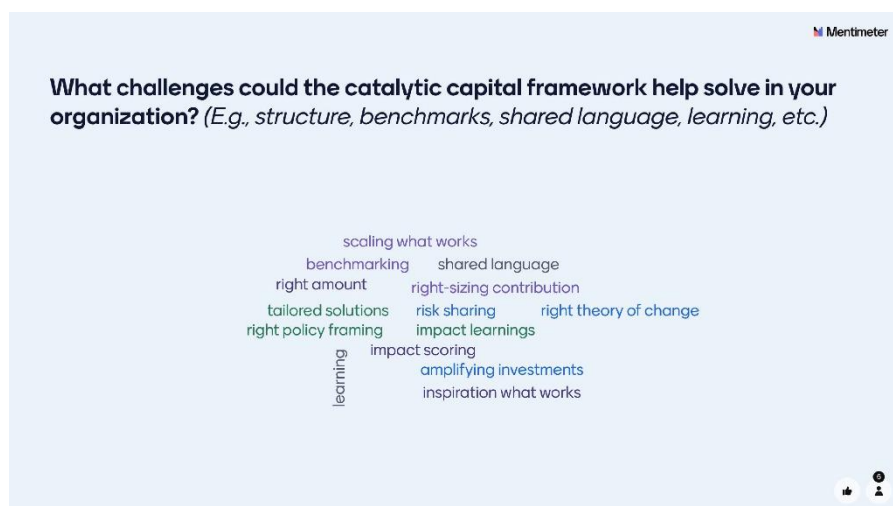 Mentimeter
What challenges could the catalytic capital framework help solve in your
organization? (E.g., structure, benchmarks, shared language, learning, etc.)
scaling what works
benchmarking shared language
right amount right-sizing contribution
tailored solutions risk sharing right theory of change
right policy framing impact learnings
impact scoring
learning
amplifying investments
inspiration what works
6